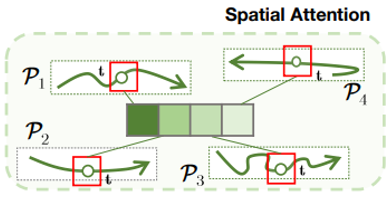 Spatial Attention
P₁ t
t P₄
P₂ t
P₃ t